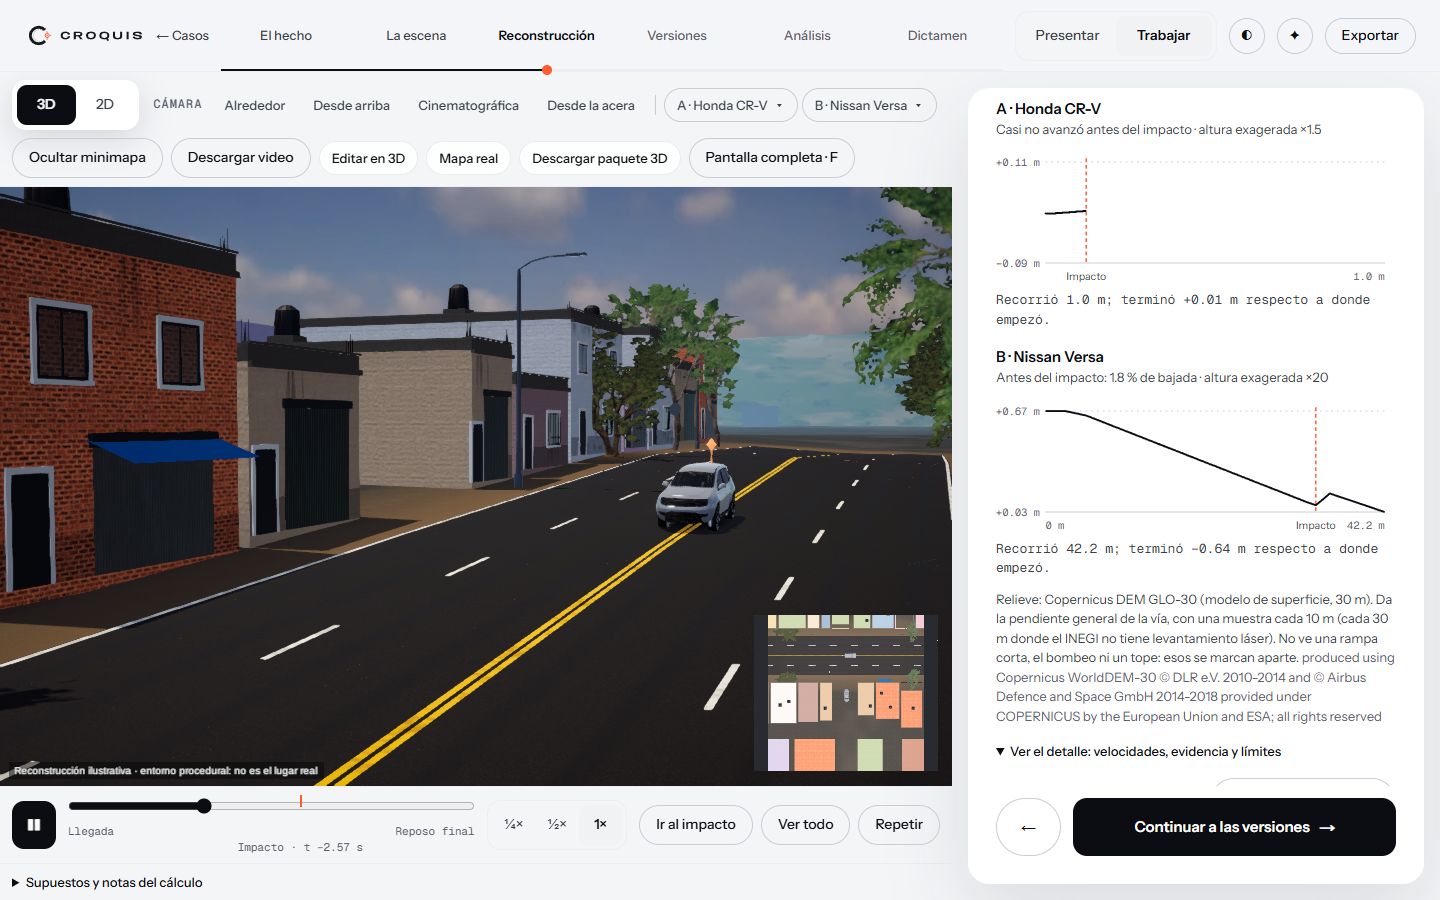 CROQUIS
← Casos
El hecho
La escena
Reconstrucción
Versiones
Análisis
Dictamen
Presentar
Trabajar
Exportar
3D
2D
CÁMARA
Alrededor
Desde arriba
Cinematográfica
Desde la acera
A · Honda CR-V
B · Nissan Versa
Ocultar minimapa
Descargar video
Editar en 3D
Mapa real
Descargar paquete 3D
Pantalla completa · F
Reconstrucción ilustrativa - entorno procedural: no es el lugar real
Llegada
Reposo final
Impacto · t −2.57 s
¼×
½×
1×
Ir al impacto
Ver todo
Repetir
Supuestos y notas del cálculo
A · Honda CR-V
Casi no avanzó antes del impacto · altura exagerada ×1.5
+0.11 m
−0.09 m
Impacto
1.0 m
Recorrió 1.0 m; terminó +0.01 m respecto a donde
empezó.
B · Nissan Versa
Antes del impacto: 1.8 % de bajada · altura exagerada ×20
+0.67 m
+0.03 m
0 m
Impacto
42.2 m
Recorrió 42.2 m; terminó −0.64 m respecto a donde
empezó.
Relieve: Copernicus DEM GLO-30 (modelo de superficie, 30 m). Da
la pendiente general de la vía, con una muestra cada 10 m (cada 30
m donde el INEGI no tiene levantamiento láser). No ve una rampa
corta, el bombeo ni un tope: esos se marcan aparte. produced using
Copernicus WorldDEM-30 © DLR e.V. 2010-2014 and © Airbus
Defence and Space GmbH 2014-2018 provided under
COPERNICUS by the European Union and ESA; all rights reserved
Ver el detalle: velocidades, evidencia y límites
←
Continuar a las versiones →